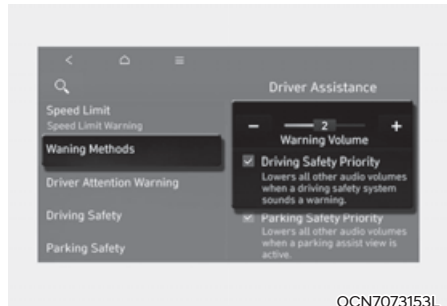 Driver Assistance
Speed Limit
Speed Limit Warning
Waning Methods
Driver Attention Warning
Driving Safety
Parking Safety
− 2 +
Warning Volume
Driving Safety Priority
Lowers all other audio volumes
when a driving safety system
sounds a warning.
Parking Safety Priority
Lowers all other audio volumes
when a parking assist view is
active.
OCN7073153L